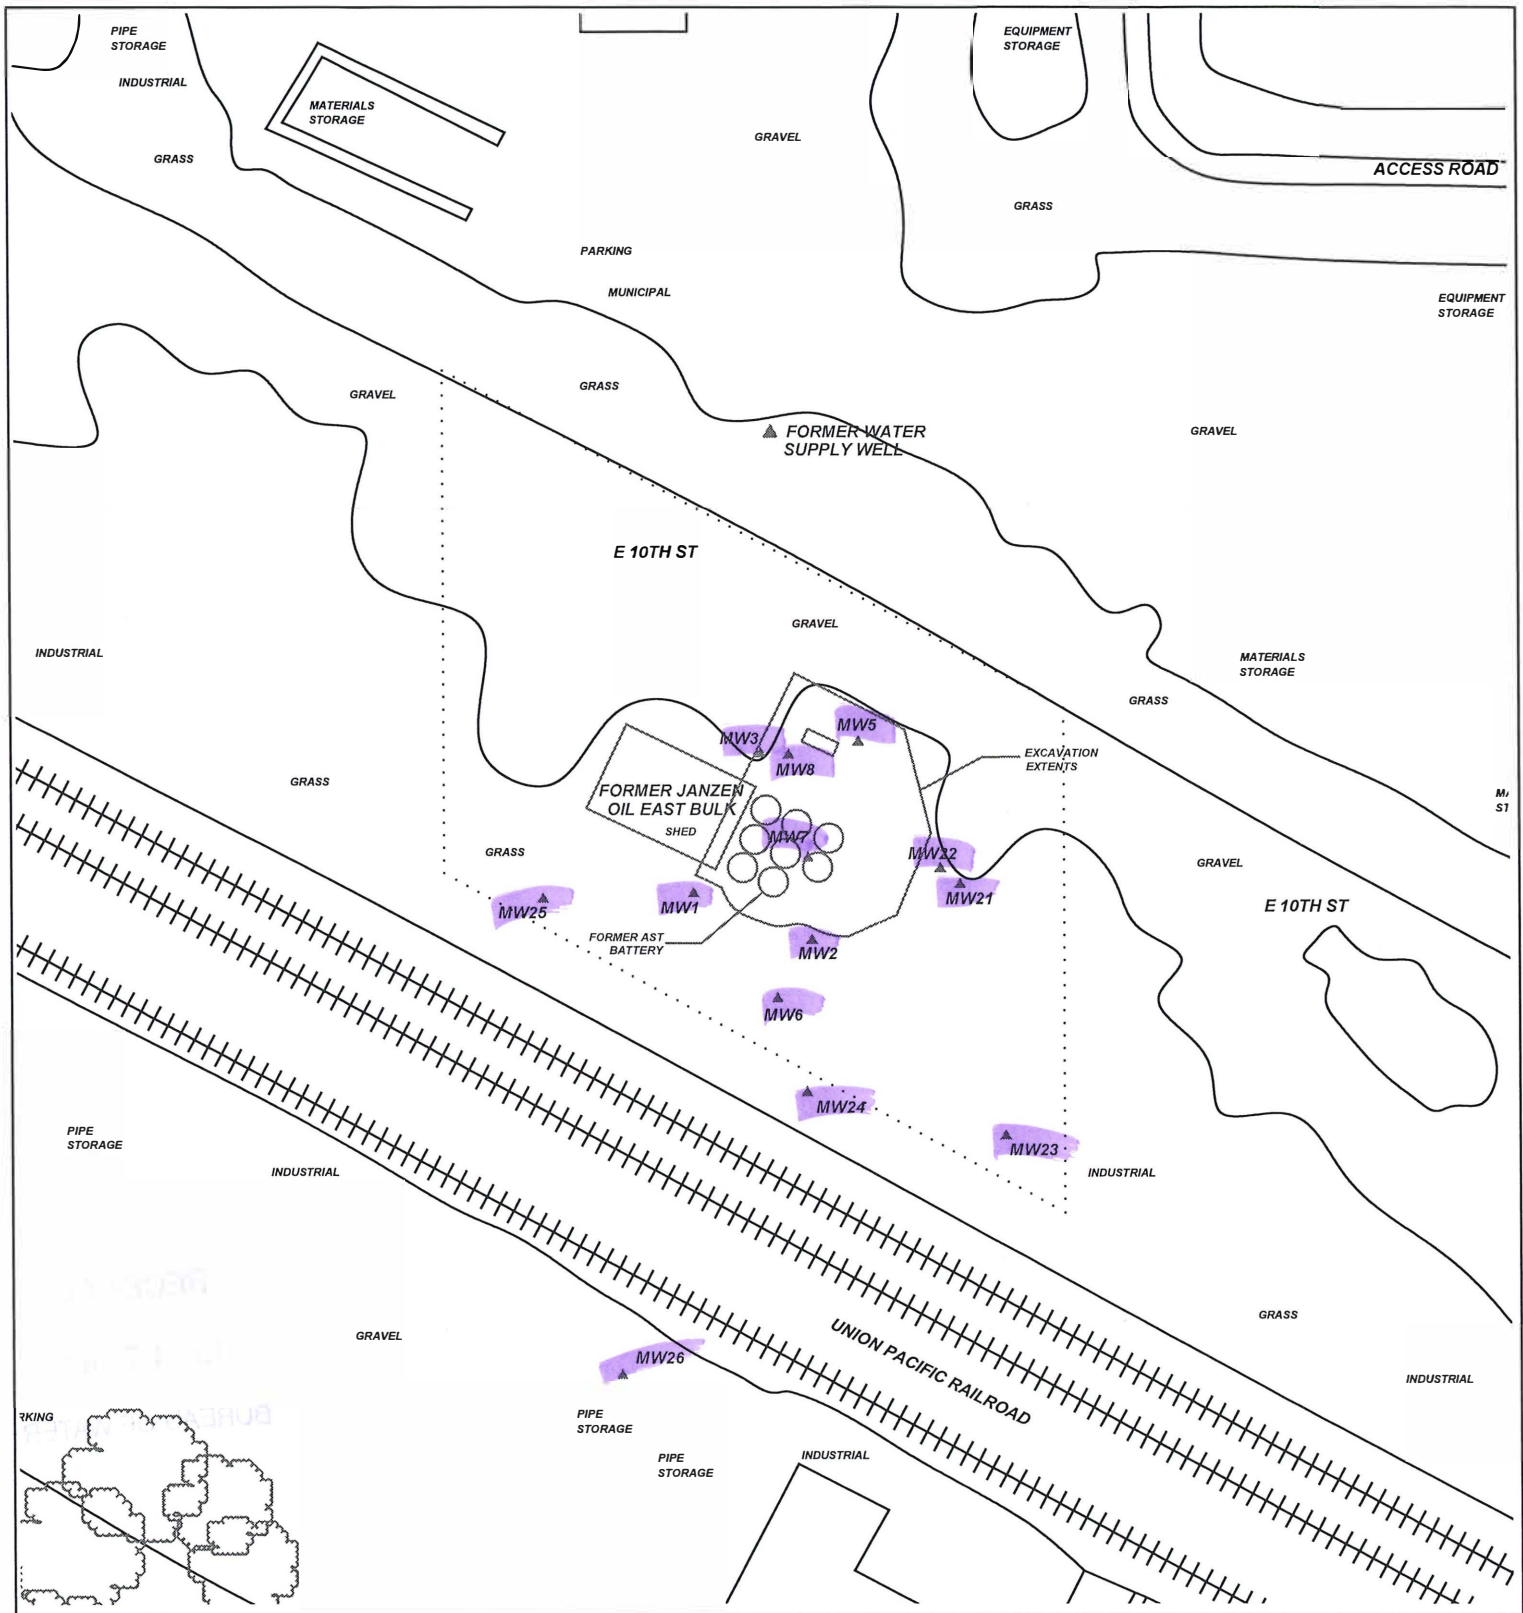 PIPE
STORAGE
EQUIPMENT
STORAGE
INDUSTRIAL
MATERIALS
STORAGE
GRAVEL
GRASS
ACCESS ROAD
GRASS
PARKING
MUNICIPAL
EQUIPMENT
STORAGE
GRASS
GRAVEL
FORMER WATER
SUPPLY WELL
GRAVEL
E 10TH ST
GRAVEL
INDUSTRIAL
MATERIALS
STORAGE
GRASS
MW5
MW3
EXCAVATION
EXTENTS
MW8
GRASS
FORMER JANZEN
OIL EAST BULK
SHED
MW7
GRASS
MW22
GRAVEL
MW21
E 10TH ST
MW25
MW1
FORMER AST
BATTERY
MW2
MW6
MW24
PIPE
STORAGE
MW23
INDUSTRIAL
INDUSTRIAL
GRASS
GRAVEL
UNION PACIFIC RAILROAD
MW26
INDUSTRIAL
RKING
PIPE
STORAGE
PIPE
STORAGE
INDUSTRIAL